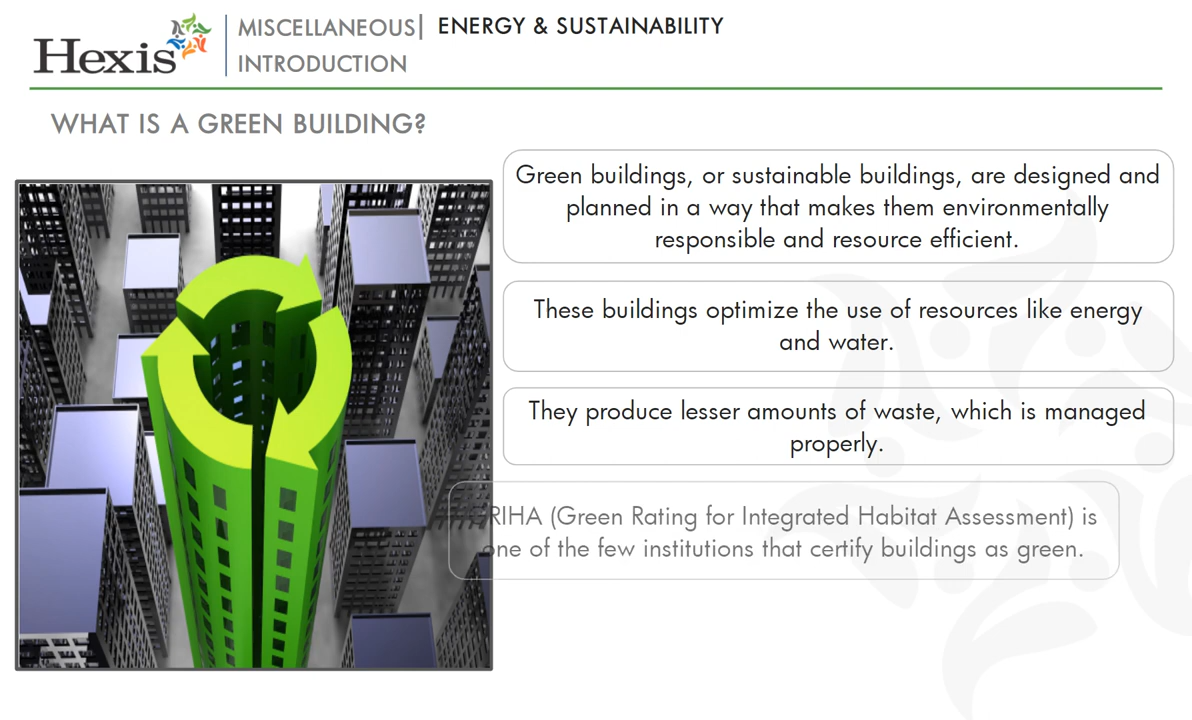 Hexis
MISCELLANEOUS| ENERGY & SUSTAINABILITY
INTRODUCTION
WHAT IS A GREEN BUILDING?
Green buildings, or sustainable buildings, are designed and
planned in a way that makes them environmentally
responsible and resource efficient.
These buildings optimize the use of resources like energy
and water.
They produce lesser amounts of waste, which is managed
properly.
RIHA (Green Rating for Integrated Habitat Assessment) is
one of the few institutions that certify buildings as green.